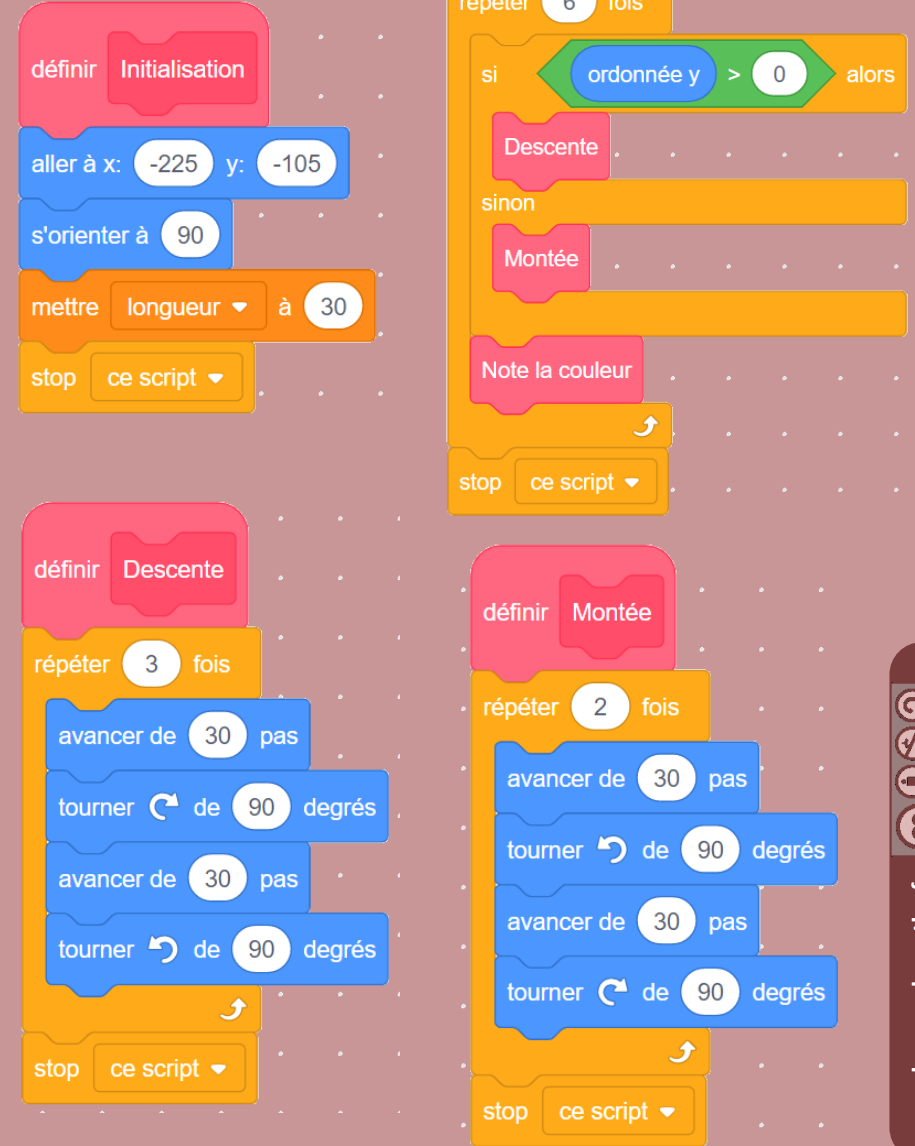 définir Initialisation
aller à x: -225 y: -105
s'orienter à 90
mettre longueur à 30
stop ce script
répéter 6 fois
si ordonnée y > 0 alors
Descente
sinon
Montée
Note la couleur
stop ce script
définir Descente
répéter 3 fois
avancer de 30 pas
tourner de 90 degrés
avancer de 30 pas
tourner de 90 degrés
stop ce script
définir Montée
répéter 2 fois
avancer de 30 pas
tourner de 90 degrés
avancer de 30 pas
tourner de 90 degrés
stop ce script